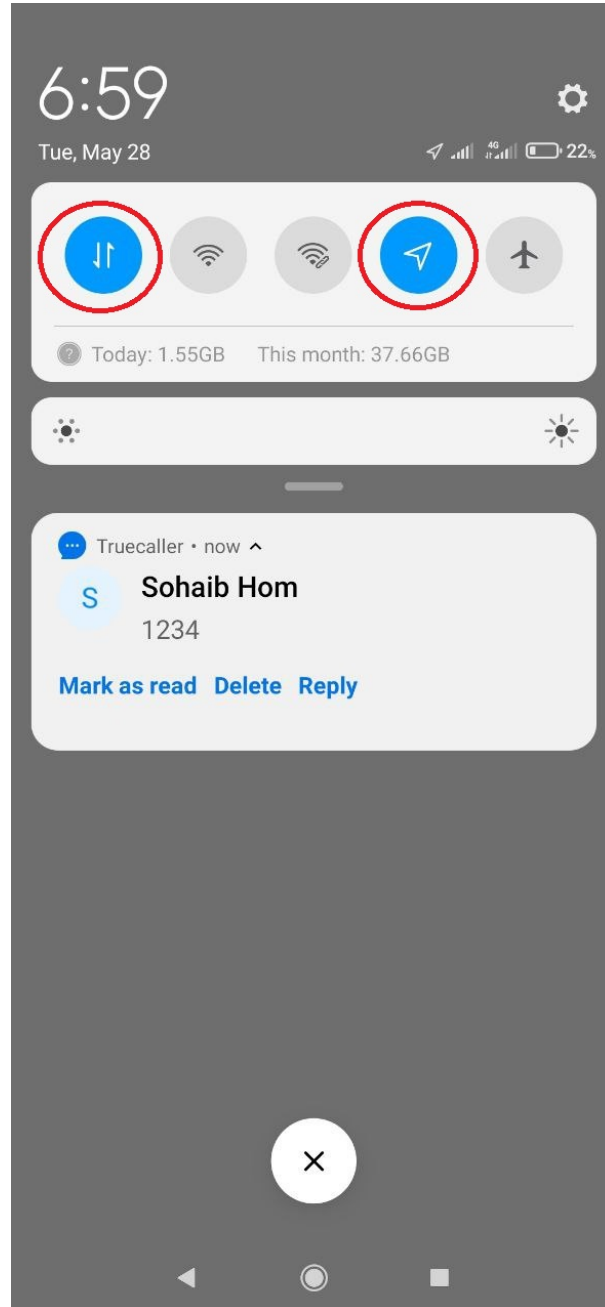 6:59
Tue, May 28
4G 22%
Today: 1.55GB This month: 37.66GB
Truecaller • now
S
Sohaib Hom
1234
Mark as read Delete Reply